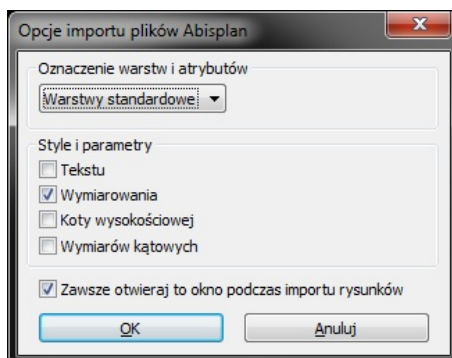 Opcje importu plików Abisplan
Oznaczenie warstw i atrybutów
Warstwy standardowe
Style i parametry
Tekstu
Wymiarowania
Koty wysokościowej
Wymiarów kątowych
Zawsze otwieraj to okno podczas importu rysunków
OK
Anuluj